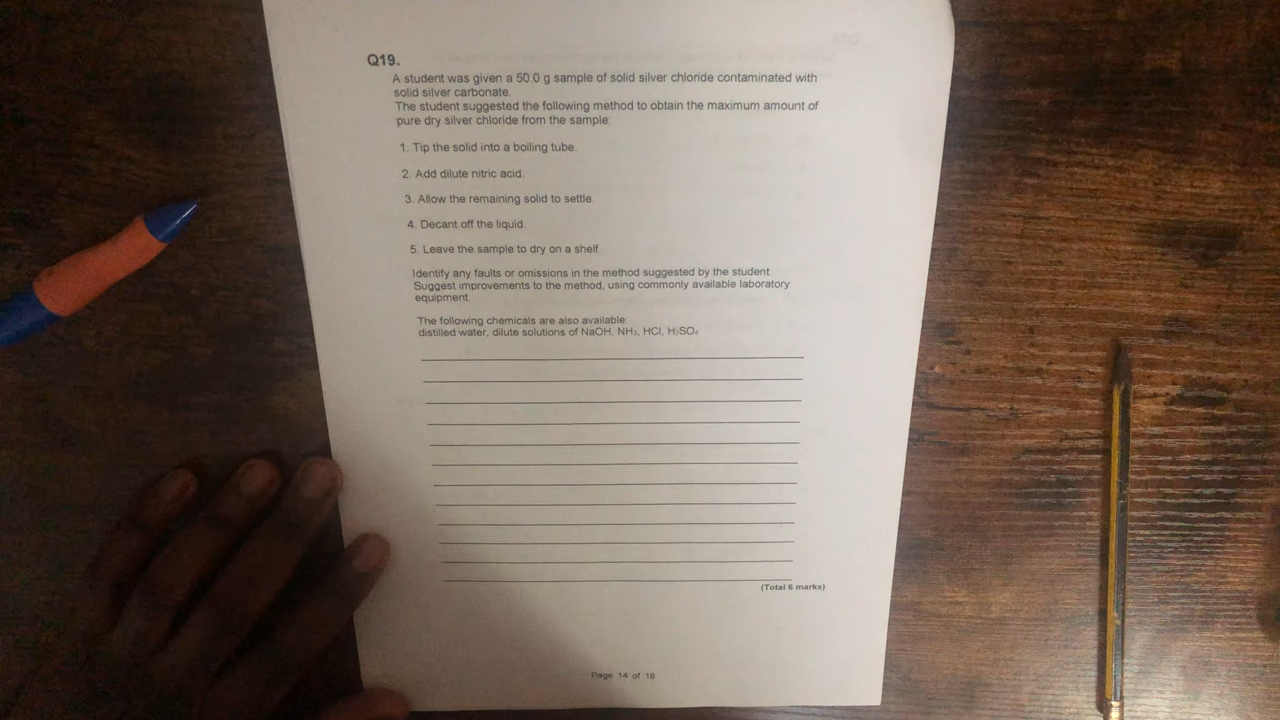 Q19.
A student was given a 50.0 g sample of solid silver chloride contaminated with
solid silver carbonate.
The student suggested the following method to obtain the maximum amount of
pure dry silver chloride from the sample:
1. Tip the solid into a boiling tube.
2. Add dilute nitric acid.
3. Allow the remaining solid to settle.
4. Decant off the liquid.
5. Leave the sample to dry on a shelf.
Identify any faults or omissions in the method suggested by the student.
Suggest improvements to the method, using commonly available laboratory
equipment.
The following chemicals are also available:
distilled water, dilute solutions of NaOH, NH₃, HCl, H₂SO₄
(Total 6 marks)
Page 14 of 18